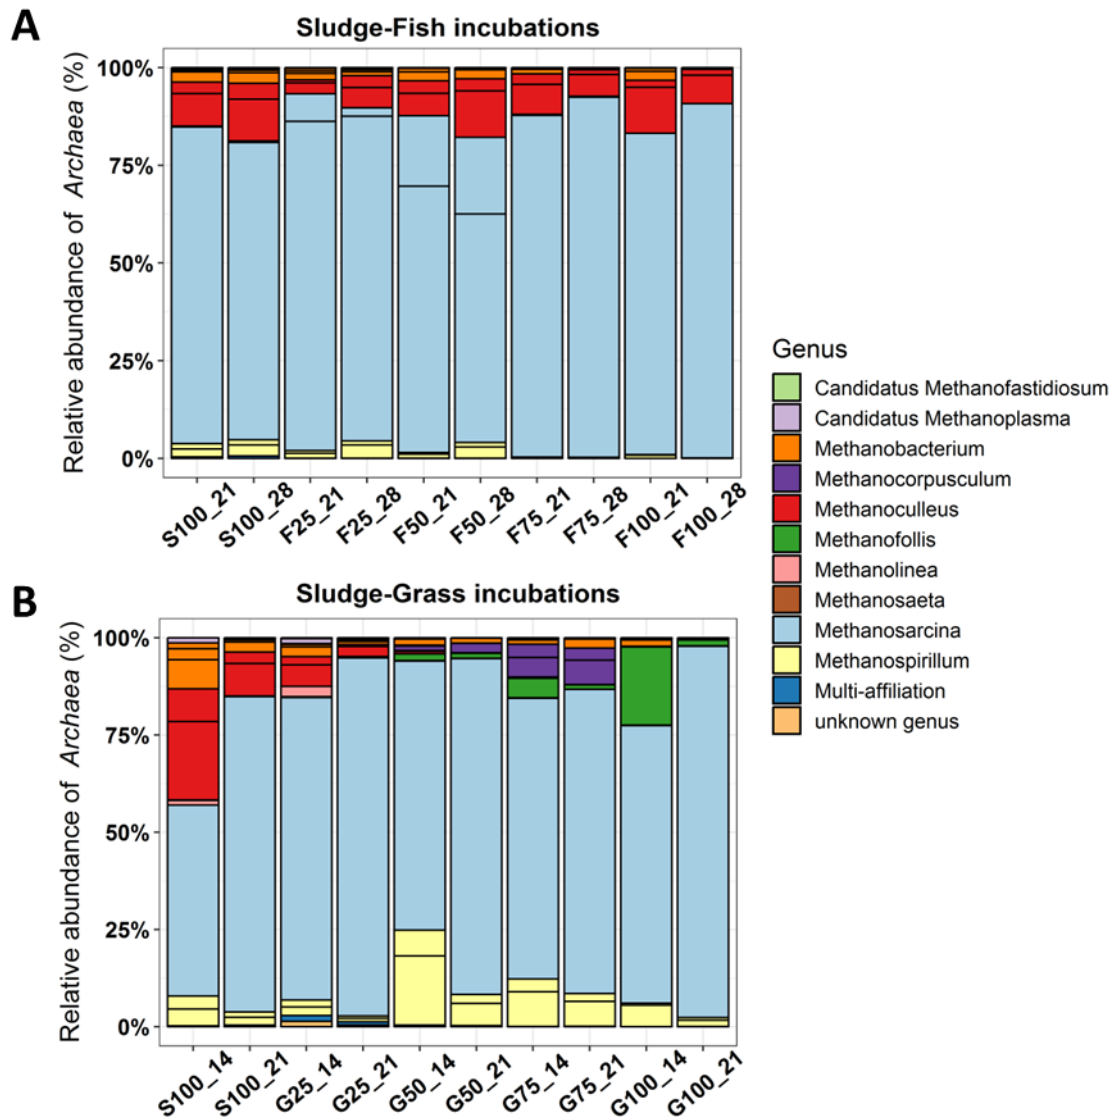 A
Sludge-Fish incubations
Relative abundance of Archaea (%)
100%
75%
50%
25%
0%
S100_21
S100_28
F25_21
F25_28
F50_21
F50_28
F75_21
F75_28
F100_21
F100_28
Genus
Candidatus Methanofastidiosum
Candidatus Methanoplasma
Methanobacterium
Methanocorpusculum
Methanoculleus
Methanofollis
Methanolinea
Methanosaeta
Methanosarcina
Methanospirillum
Multi-affiliation
unknown genus
B
Sludge-Grass incubations
Relative abundance of Archaea (%)
100%
75%
50%
25%
0%
S100_14
S100_21
G25_14
G25_21
G50_14
G50_21
G75_14
G75_21
G100_14
G100_21